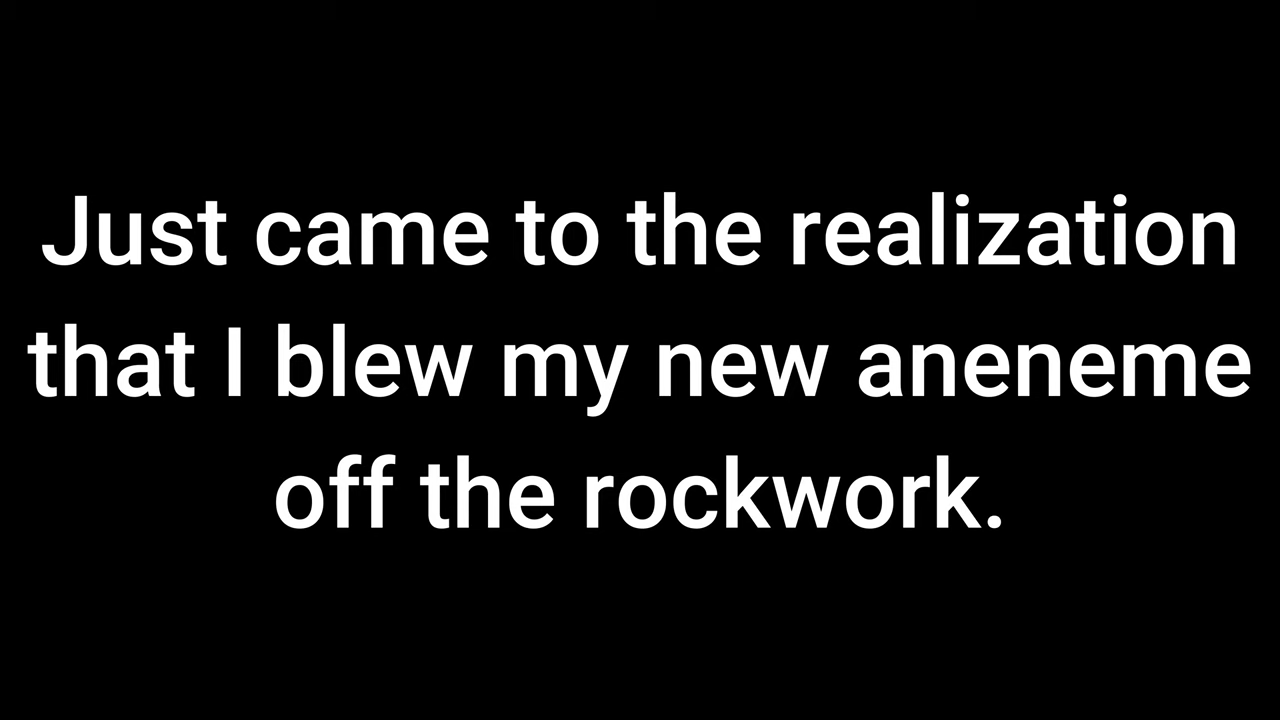 Just came to the realization
that I blew my new aneneme
off the rockwork.